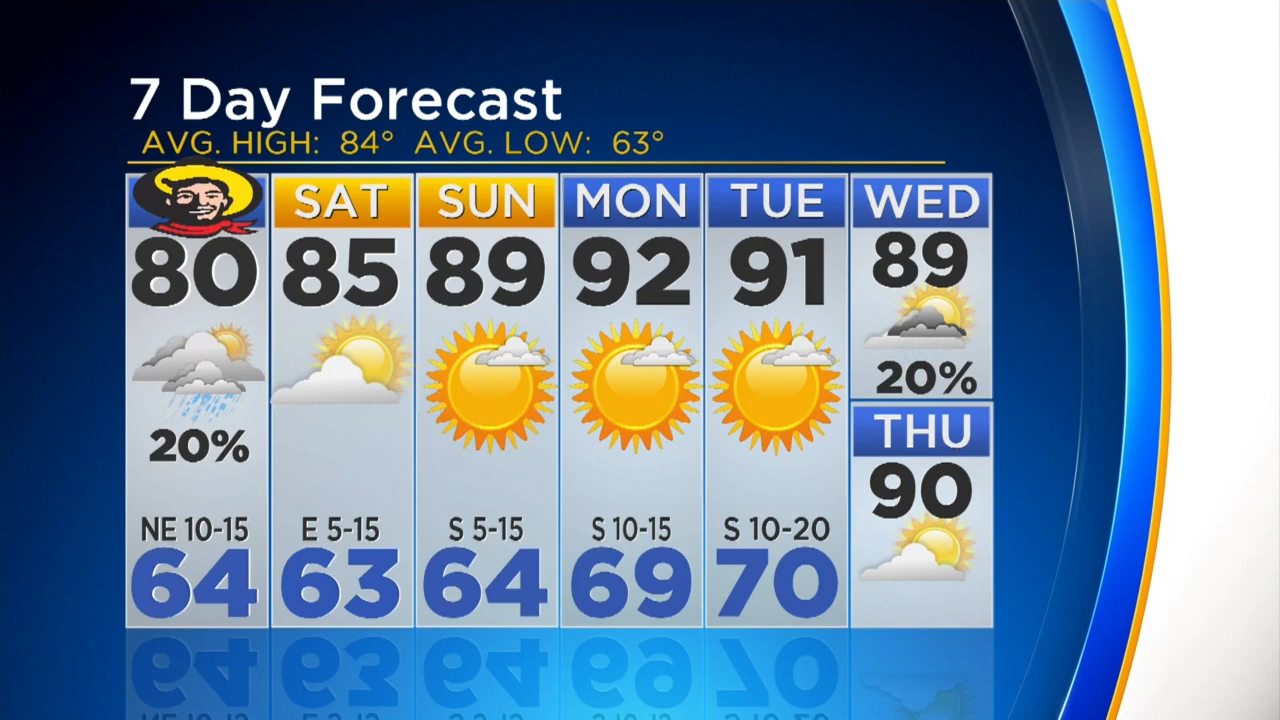 7 Day Forecast
AVG. HIGH: 84° AVG. LOW: 63°
SAT SUN MON TUE WED
80 85 89 92 91 89
20%
20%
THU
90
NE 10-15 E 5-15 S 5-15 S 10-15 S 10-20
64 63 64 69 70